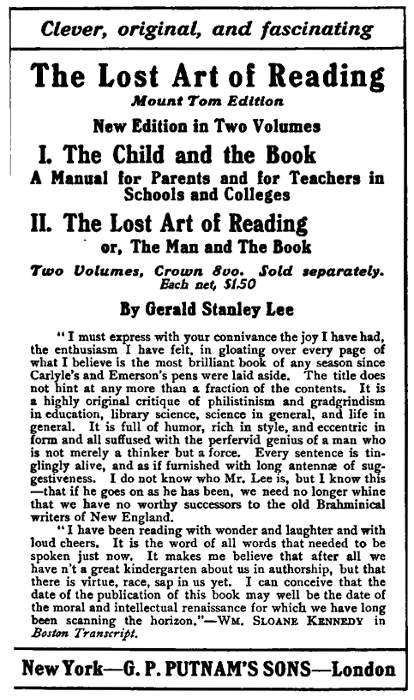 Clever, original, and fascinating
The Lost Art of Reading
Mount Tom Edition
New Edition in Two Volumes
I. The Child and the Book
A Manual for Parents and for Teachers in
Schools and Colleges
II. The Lost Art of Reading
or, The Man and The Book
Two Volumes, Crown 8vo. Sold separately.
Each net, $1.50
By Gerald Stanley Lee
"I must express with your connivance the joy I have had,
the enthusiasm I have felt, in gloating over every page of
what I believe is the most brilliant book of any season since
Carlyle's and Emerson's pens were laid aside. The title does
not hint at any more than a fraction of the contents. It is
a highly original critique of philistinism and gradgrindism
in education, library science, science in general, and life in
general. It is full of humor, rich in style, and eccentric in
form and all suffused with the perfervid genius of a man who
is not merely a thinker but a force. Every sentence is tin-
glingly alive, and as if furnished with long antennæ of sug-
gestiveness. I do not know who Mr. Lee is, but I know this
—that if he goes on as he has been, we need no longer whine
that we have no worthy successors to the old Brahminical
writers of New England.
"I have been reading with wonder and laughter and with
loud cheers. It is the word of all words that needed to be
spoken just now. It makes me believe that after all we
have n't a great kindergarten about us in authorship, but that
there is virtue, race, sap in us yet. I can conceive that the
date of the publication of this book may well be the date of
the moral and intellectual renaissance for which we have long
been scanning the horizon."—WM. SLOANE KENNEDY in
Boston Transcript.
New York—G. P. PUTNAM'S SONS—London